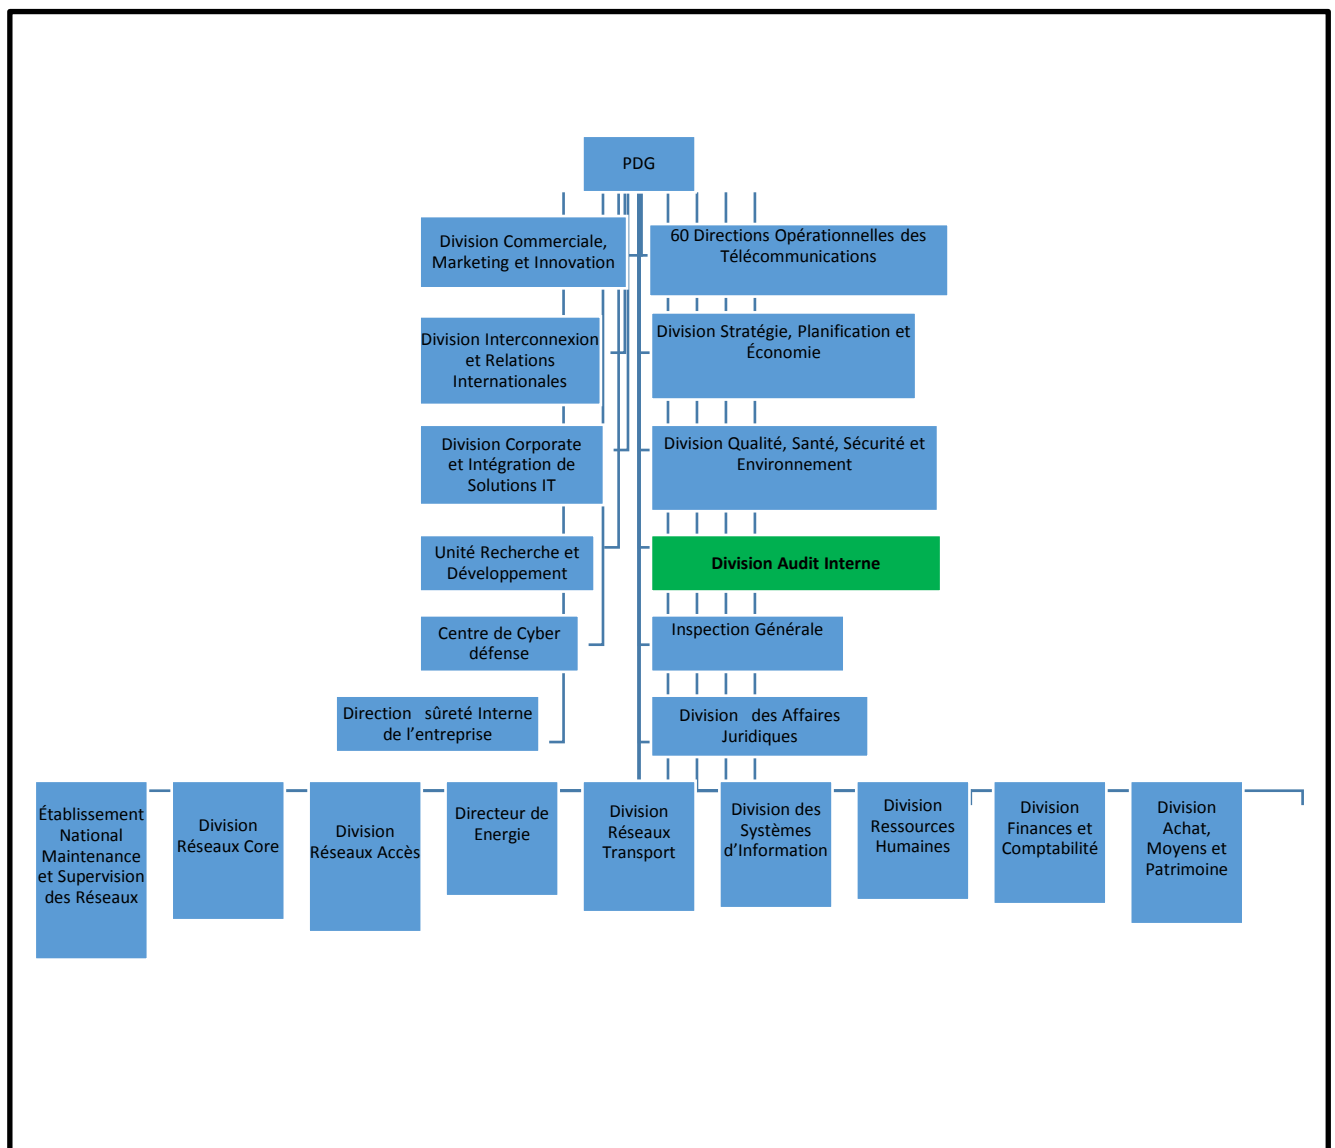 PDG
Division Commerciale,
Marketing et Innovation
60 Directions Opérationnelles des
Télécommunications
Division Interconnexion
et Relations
Internationales
Division Stratégie, Planification et
Économie
Division Corporate
et Intégration de
Solutions IT
Division Qualité, Santé, Sécurité et
Environnement
Unité Recherche et
Développement
Division Audit Interne
Centre de Cyber
défense
Inspection Générale
Direction sûreté Interne
de l’entreprise
Division des Affaires
Juridiques
Établissement
National
Maintenance
et Supervision
des Réseaux
Division
Réseaux Core
Division
Réseaux Accès
Directeur de
Energie
Division
Réseaux
Transport
Division des
Systèmes
d’Information
Division
Ressources
Humaines
Division
Finances et
Comptabilité
Division
Achat,
Moyens et
Patrimoine